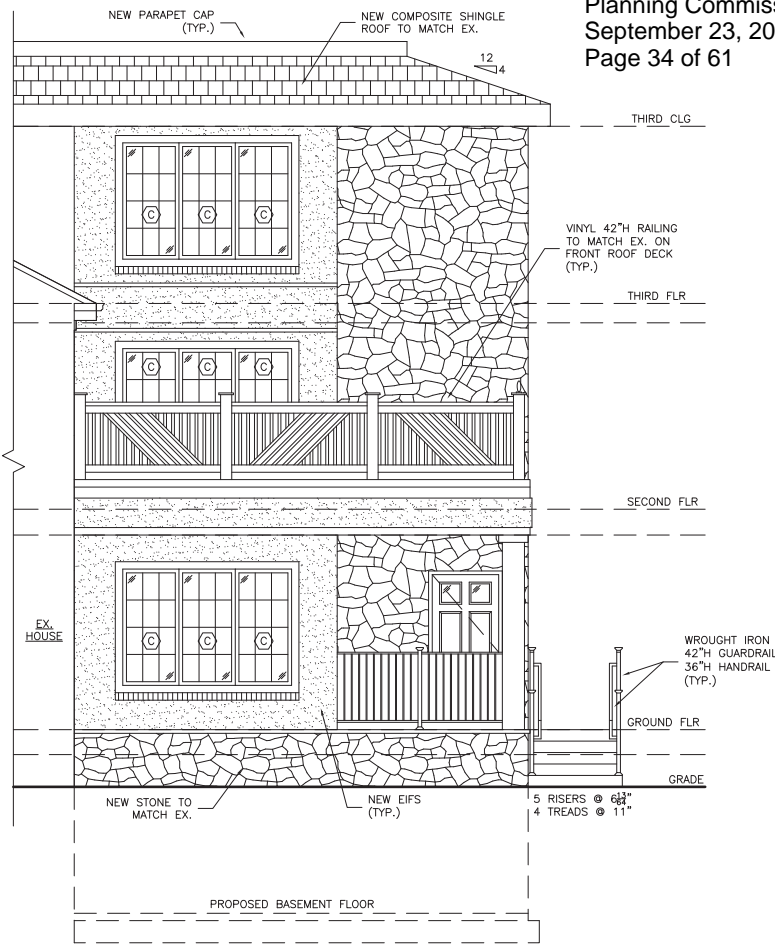 Planning Commis
September 23, 20
Page 34 of 61
NEW PARAPET CAP
(TYP.)
NEW COMPOSITE SHINGLE
ROOF TO MATCH EX.
12
4
THIRD CLG
VINYL 42"H RAILING
TO MATCH EX. ON
FRONT ROOF DECK
(TYP.)
THIRD FLR
C
C
C
C
C
C
SECOND FLR
EX.
HOUSE
C
C
C
WROUGHT IRON
42"H GUARDRAIL
36"H HANDRAIL
(TYP.)
GROUND FLR
GRADE
NEW STONE TO
MATCH EX.
NEW EIFS
(TYP.)
5 RISERS @ 6 13/64"
4 TREADS @ 11"
PROPOSED BASEMENT FLOOR